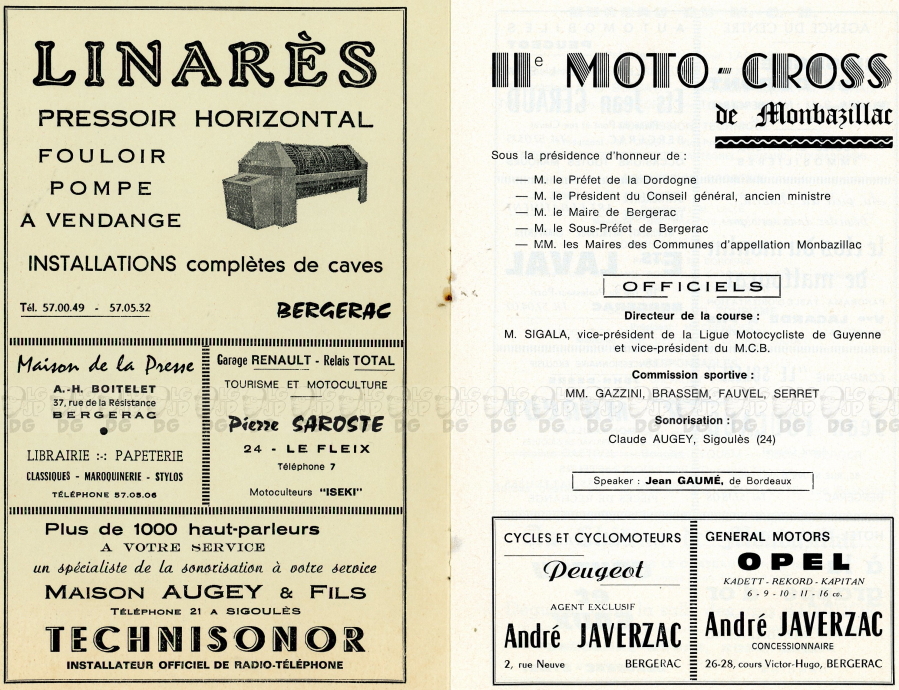 LINARÈS
PRESSOIR HORIZONTAL
FOULOIR
POMPE
A VENDANGE
INSTALLATIONS complètes de caves
Tél. 57.00.49 - 57.05.32
BERGERAC
Maison de la Presse
A.-H. BOITELET
37, rue de la Résistance
BERGERAC
LIBRAIRIE :-: PAPETERIE
CLASSIQUES - MAROQUINERIE - STYLOS
TÉLÉPHONE 57.05.06
Garage RENAULT - Relais TOTAL
TOURISME ET MOTOCULTURE
Pierre SAROSTE
24 - LE FLEIX
Téléphone 7
Motoculteurs "ISEKI"
Plus de 1000 haut-parleurs
A VOTRE SERVICE
un spécialiste de la sonorisation à votre service
MAISON AUGEY & FILS
TÉLÉPHONE 21 A SIGOULÈS
TECHNISONOR
INSTALLATEUR OFFICIEL DE RADIO-TÉLÉPHONE
IIe MOTO-CROSS
de Monbazillac
Sous la présidence d'honneur de :
— M. le Préfet de la Dordogne
— M. le Président du Conseil général, ancien ministre
— M. le Maire de Bergerac
— M. le Sous-Préfet de Bergerac
— MM. les Maires des Communes d'appellation Monbazillac
OFFICIELS
Directeur de la course :
M. SIGALA, vice-président de la Ligue Motocycliste de Guyenne
et vice-président du M.C.B.
Commission sportive :
MM. GAZZINI, BRASSEM, FAUVEL, SERRET
Sonorisation :
Claude AUGEY, Sigoulès (24)
Speaker : Jean GAUMÉ, de Bordeaux
CYCLES ET CYCLOMOTEURS
Peugeot
AGENT EXCLUSIF
André JAVERZAC
2, rue Neuve BERGERAC
GENERAL MOTORS
OPEL
KADETT - REKORD - KAPITAN
6 - 9 - 10 - 11 - 16 cv.
André JAVERZAC
CONCESSIONNAIRE
26-28, cours Victor-Hugo, BERGERAC